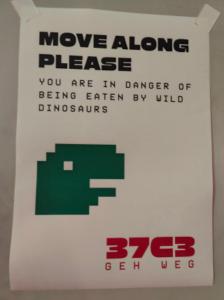 MOVE ALONG
PLEASE
YOU ARE IN DANGER OF
BEING EATEN BY WILD
DINOSAURS
37C3
GEH WEG